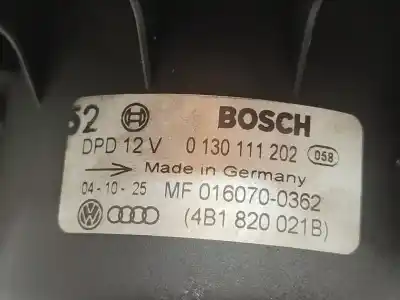 52 BOSCH
DPD 12 V 0 130 111 202 058
Made in Germany
04-10-25 MF 016070-0362
(4B1 820 021B)